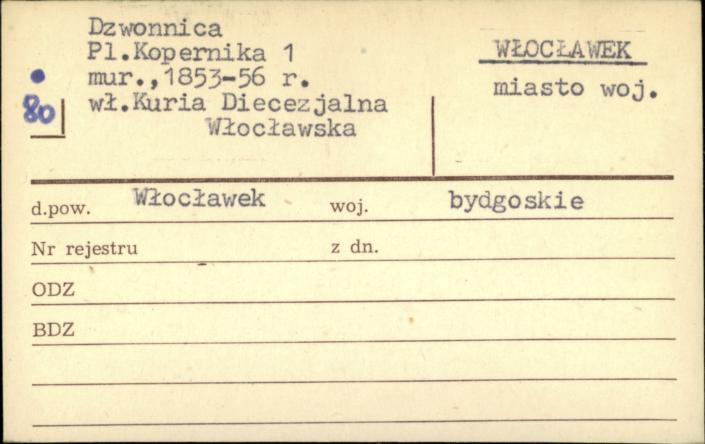 Dzwonnica
Pl.Kopernika 1
mur.,1853-56 r.
wł.Kuria Diecezjalna
Włocławska
80
WŁOCŁAWEK
miasto woj.
d.pow. Włocławek woj. bydgoskie
Nr rejestru z dn.
ODZ
BDZ